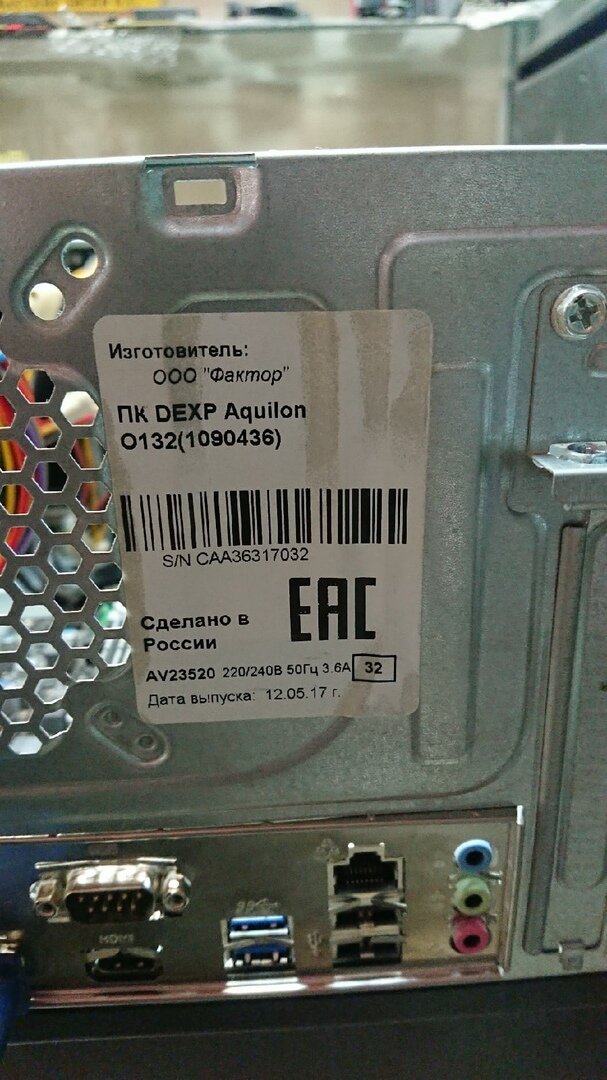 Изготовитель:
ООО "Фактор"
ПК DEXP Aquilon
O132(1090436)
S/N CAA36317032
EAC
Сделано в
России
AV23520 220/240В 50Гц 3.6А 32
Дата выпуска: 12.05.17 г.
HDMI